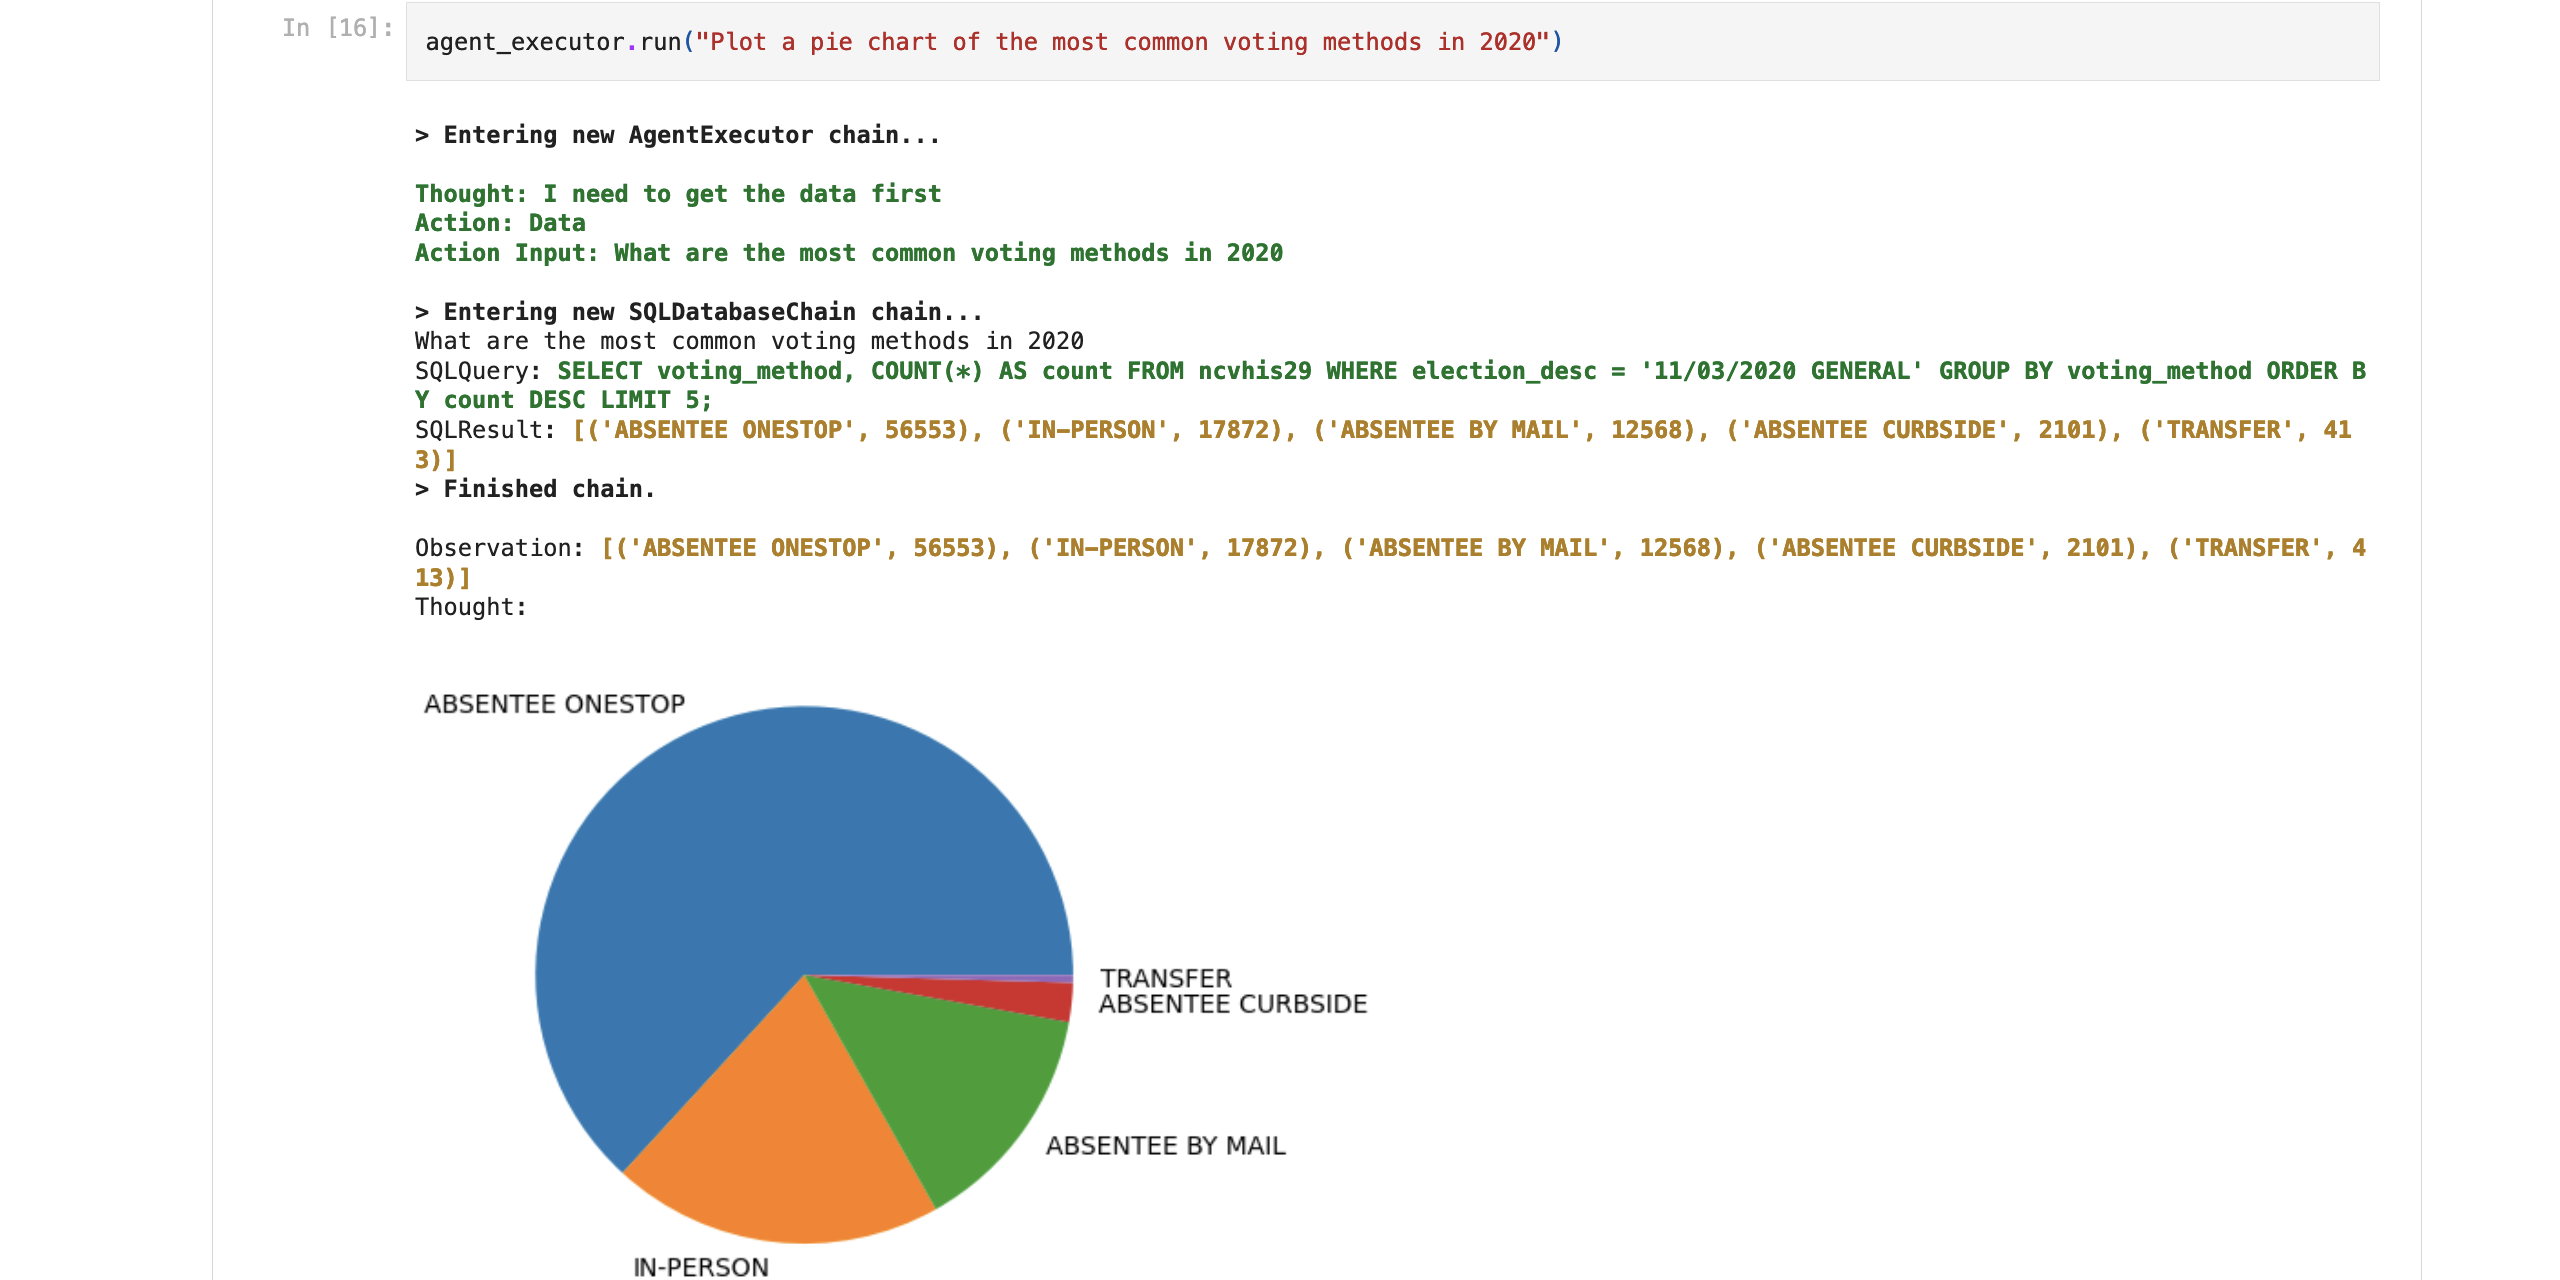 In [16]:
agent_executor.run("Plot a pie chart of the most common voting methods in 2020")
> Entering new AgentExecutor chain...
Thought: I need to get the data first
Action: Data
Action Input: What are the most common voting methods in 2020
> Entering new SQLDatabaseChain chain...
What are the most common voting methods in 2020
SQLQuery: SELECT voting_method, COUNT(*) AS count FROM ncvhis29 WHERE election_desc = '11/03/2020 GENERAL' GROUP BY voting_method ORDER B
Y count DESC LIMIT 5;
SQLResult: [('ABSENTEE ONESTOP', 56553), ('IN-PERSON', 17872), ('ABSENTEE BY MAIL', 12568), ('ABSENTEE CURBSIDE', 2101), ('TRANSFER', 41
3)]
> Finished chain.
Observation: [('ABSENTEE ONESTOP', 56553), ('IN-PERSON', 17872), ('ABSENTEE BY MAIL', 12568), ('ABSENTEE CURBSIDE', 2101), ('TRANSFER', 4
13)]
Thought:
ABSENTEE ONESTOP
TRANSFER
ABSENTEE CURBSIDE
ABSENTEE BY MAIL
IN-PERSON